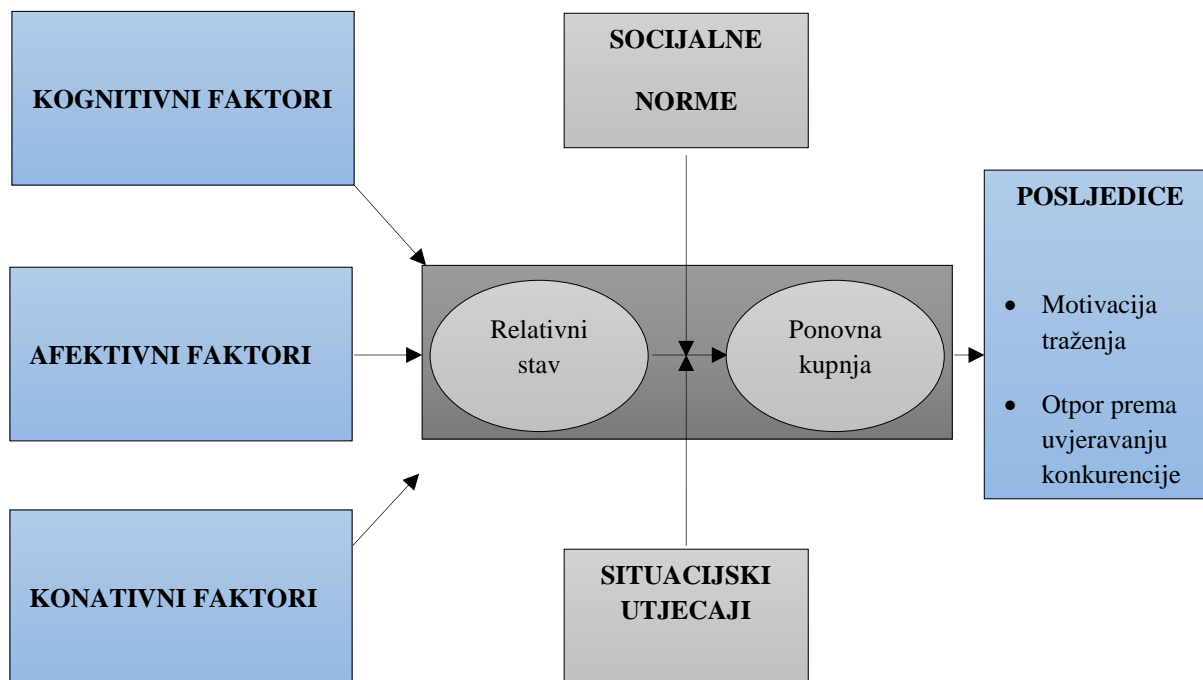 KOGNITIVNI FAKTORI
AFEKTIVNI FAKTORI
KONATIVNI FAKTORI
SOCIJALNE
NORME
Relativni
stav
Ponovna
kupnja
SITUACIJSKI
UTJECAJI
POSLJEDICE
• Motivacija
traženja
• Otpor prema
uvjeravanju
konkurencije